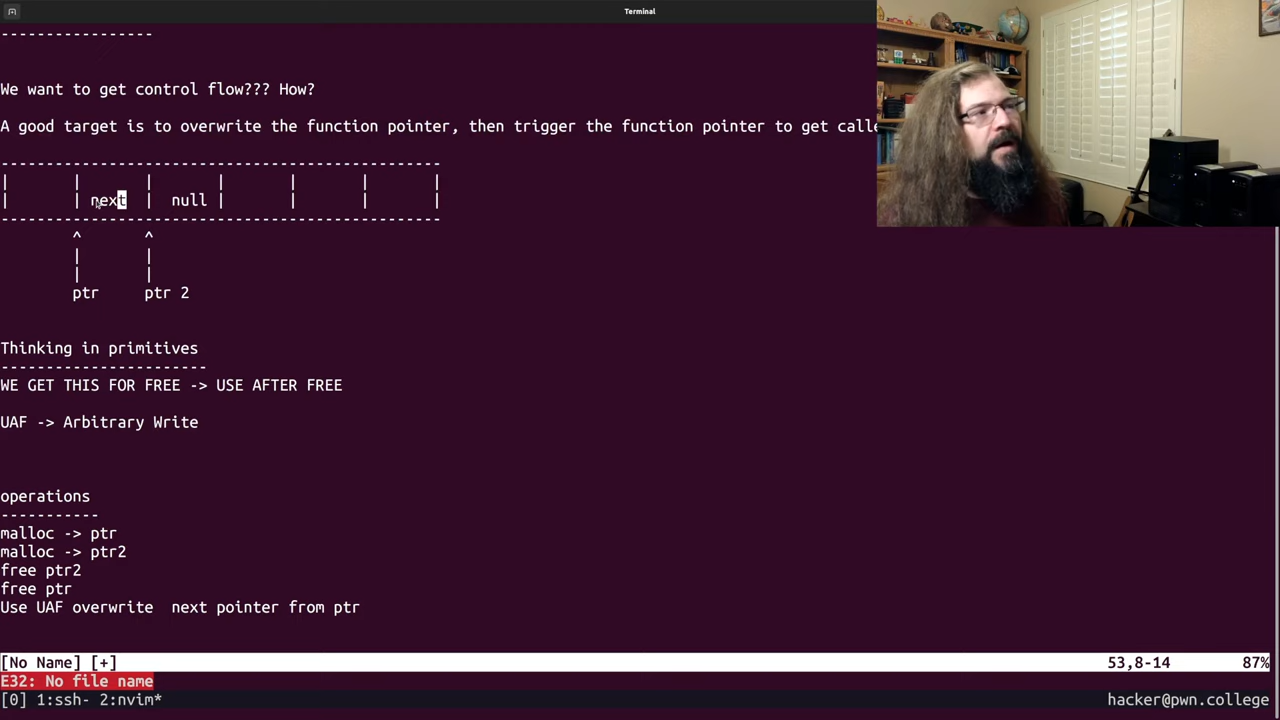 Terminal
-----------------
We want to get control flow??? How?
A good target is to overwrite the function pointer, then trigger the function pointer to get calle
-------------------------------------------------
|       |       |       |       |       |       |
|       | next  |  null |       |       |       |
-------------------------------------------------
        ^       ^
        |       |
        |       |
        ptr     ptr 2
Thinking in primitives
-----------------------
WE GET THIS FOR FREE -> USE AFTER FREE
UAF -> Arbitrary Write
operations
-----------
malloc -> ptr
malloc -> ptr2
free ptr2
free ptr
Use UAF overwrite  next pointer from ptr
[No Name] [+] 53,8-14 87%
E32: No file name
[0] 1:ssh- 2:nvim* hacker@pwn.college